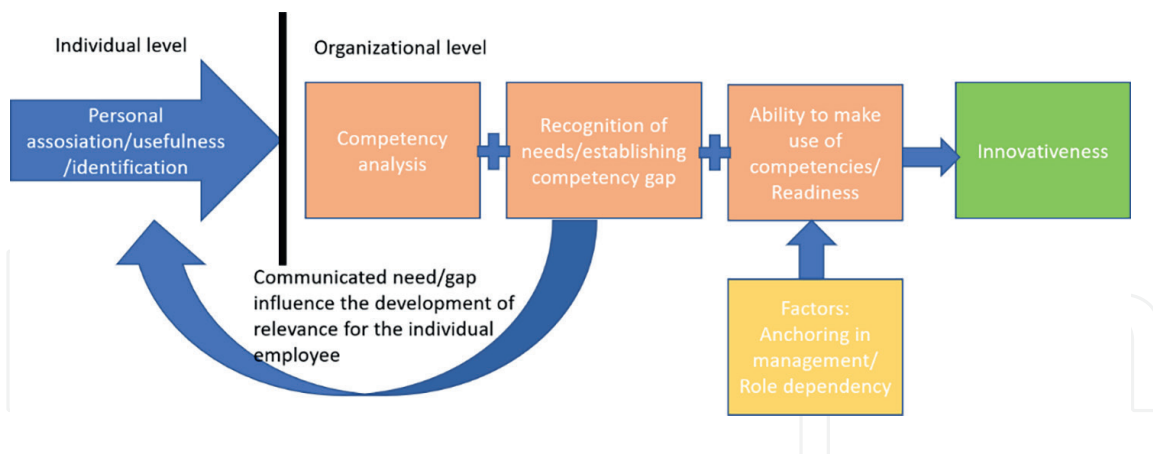 Individual level
Organizational level
Personal
assosiation/usefulness
/identification
Competency
analysis
Recognition of
needs/establishing
competency gap
Ability to make
use of
competencies/
Readiness
Innovativeness
Communicated need/gap
influence the development of
relevance for the individual
employee
Factors:
Anchoring in
management/
Role dependency